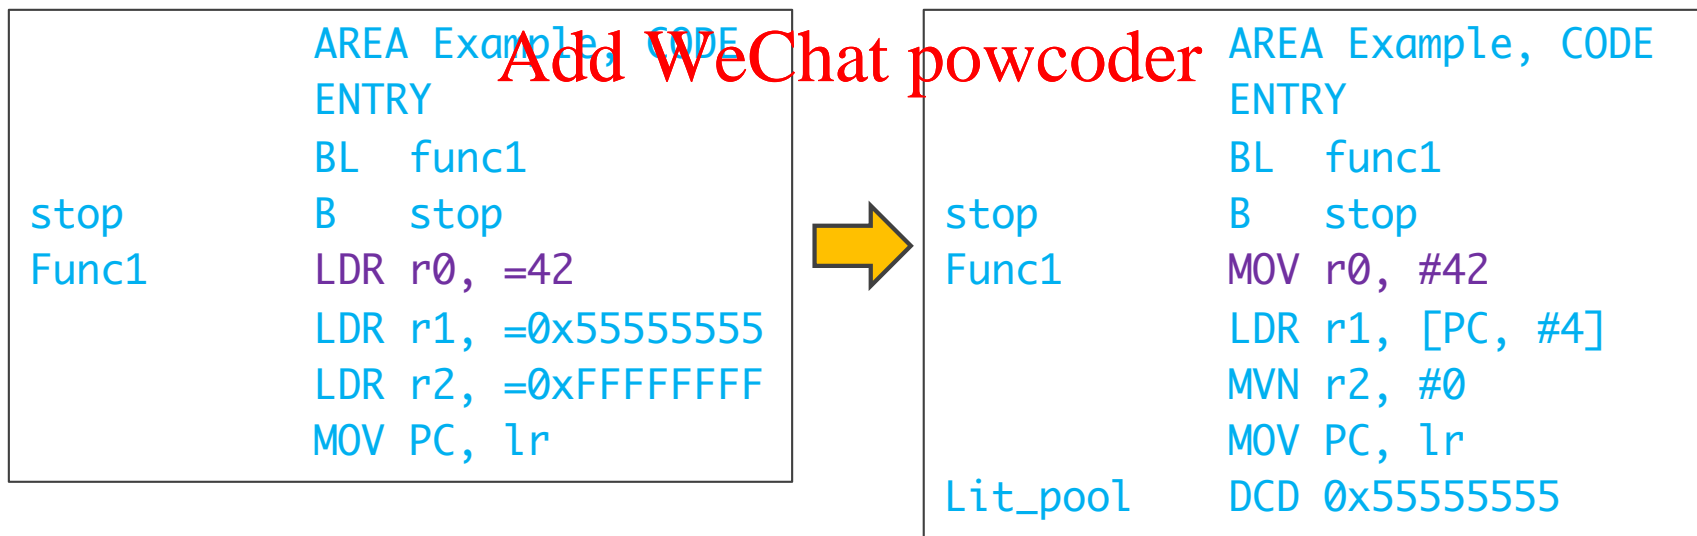 Add WeChat powcoder
AREA Example, CODE
ENTRY
BL func1
stop B stop
Func1 LDR r0, =42
LDR r1, =0x55555555
LDR r2, =0xFFFFFFFF
MOV PC, lr
AREA Example, CODE
ENTRY
BL func1
stop B stop
Func1 MOV r0, #42
LDR r1, [PC, #4]
MVN r2, #0
MOV PC, lr
Lit_pool DCD 0x55555555